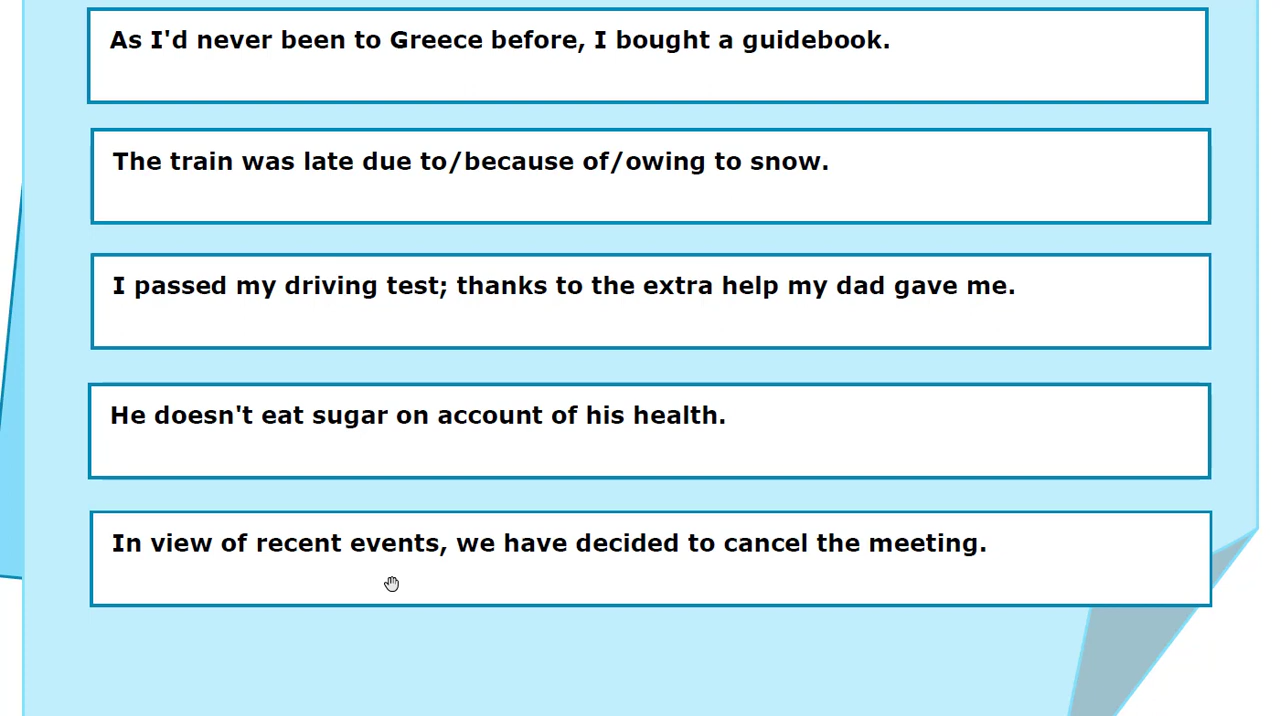 As I'd never been to Greece before, I bought a guidebook.
The train was late due to/because of/owing to snow.
I passed my driving test; thanks to the extra help my dad gave me.
He doesn't eat sugar on account of his health.
In view of recent events, we have decided to cancel the meeting.